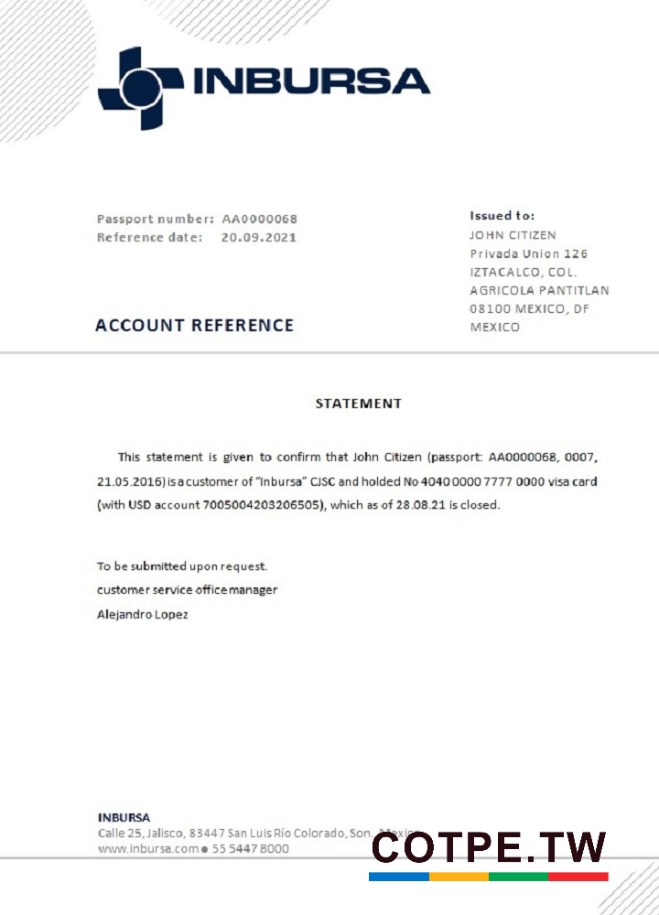 INBURSA
Passport number: AA0000068
Reference date: 20.09.2021
Issued to:
JOHN CITIZEN
Privada Union 126
IZTACALCO, COL.
AGRICOLA PANTITLAN
08100 MEXICO, DF
MEXICO
ACCOUNT REFERENCE
STATEMENT
This statement is given to confirm that John Citizen (passport: AA0000068, 0007,
21.05.2016) is a customer of "Inbursa" CJSC and holded No 4040 0000 7777 0000 visa card
(with USD account 7005004203206505), which as of 28.08.21 is closed.
To be submitted upon request.
customer service office manager
Alejandro Lopez
INBURSA
Calle 25, Jalisco, 83447 San Luis Río Colorado, Son., Mexico
www.inbursa.com ● 55 5447 8000
COTPE.TW